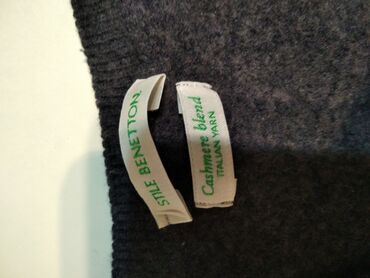 STILE BENETTON.
Cashmere blend
ITALIAN YARN